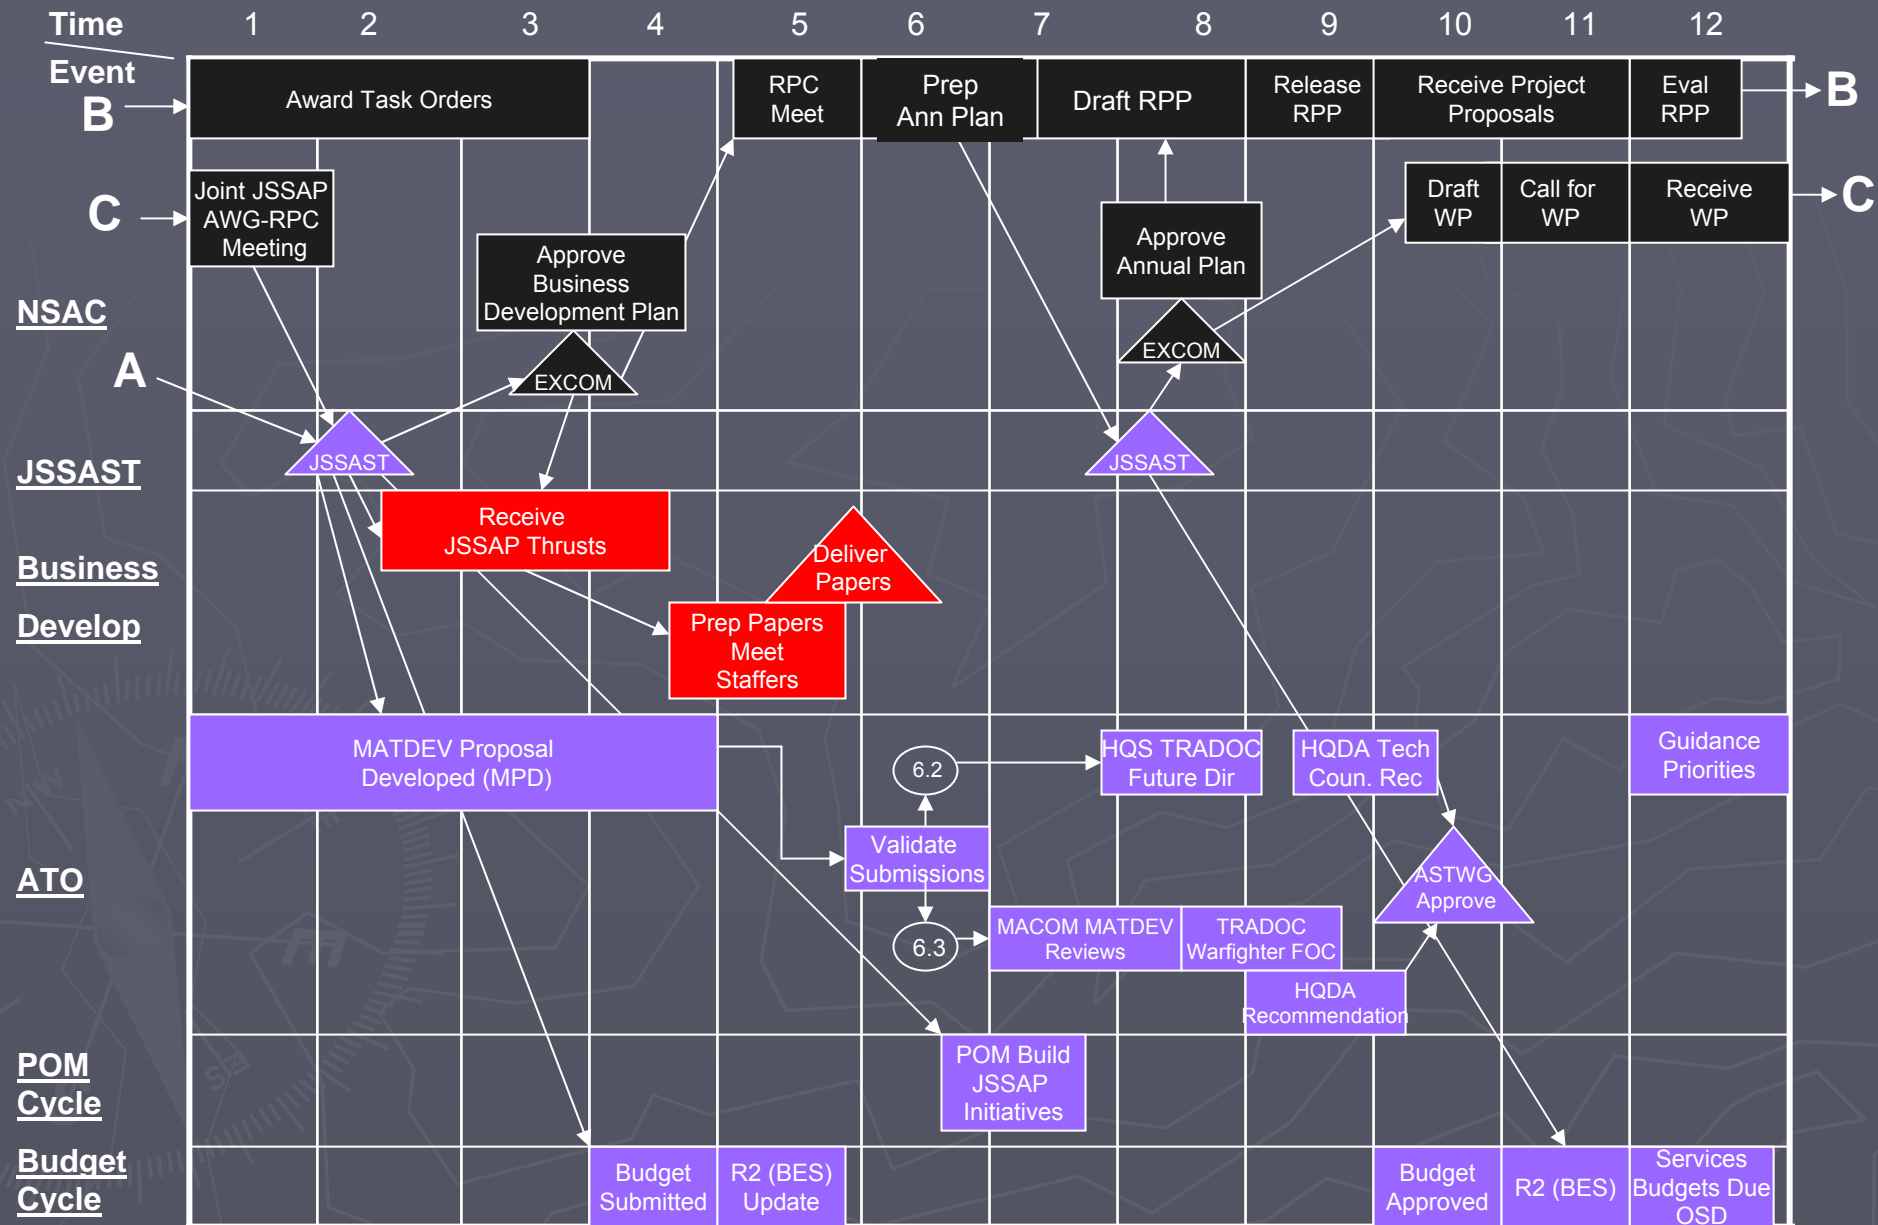 Time 1 2 3 4 5 6 7 8 9 10 11 12
Event
B
Award Task Orders
RPC
Meet
Prep
Ann Plan
Draft RPP
Release
RPP
Receive Project
Proposals
Eval
RPP
B
C
Joint JSSAP
AWG-RPC
Meeting
Approve
Business
Development Plan
Approve
Annual Plan
Draft
WP
Call for
WP
Receive
WP
C
NSAC
A
EXCOM
EXCOM
JSSAST
JSSAST
JSSAST
Business
Develop
Receive
JSSAP Thrusts
Deliver
Papers
Prep Papers
Meet
Staffers
MATDEV Proposal
Developed (MPD)
6.2
HQS TRADOC
Future Dir
HQDA Tech
Coun. Rec
Guidance
Priorities
ATO
Validate
Submissions
ASTWG
Approve
6.3
MACOM MATDEV
Reviews
TRADOC
Warfighter FOC
HQDA
Recommendation
POM
Cycle
POM Build
JSSAP
Initiatives
Budget
Cycle
Budget
Submitted
R2 (BES)
Update
Budget
Approved
R2 (BES)
Services
Budgets Due
OSD
NW
E
SE